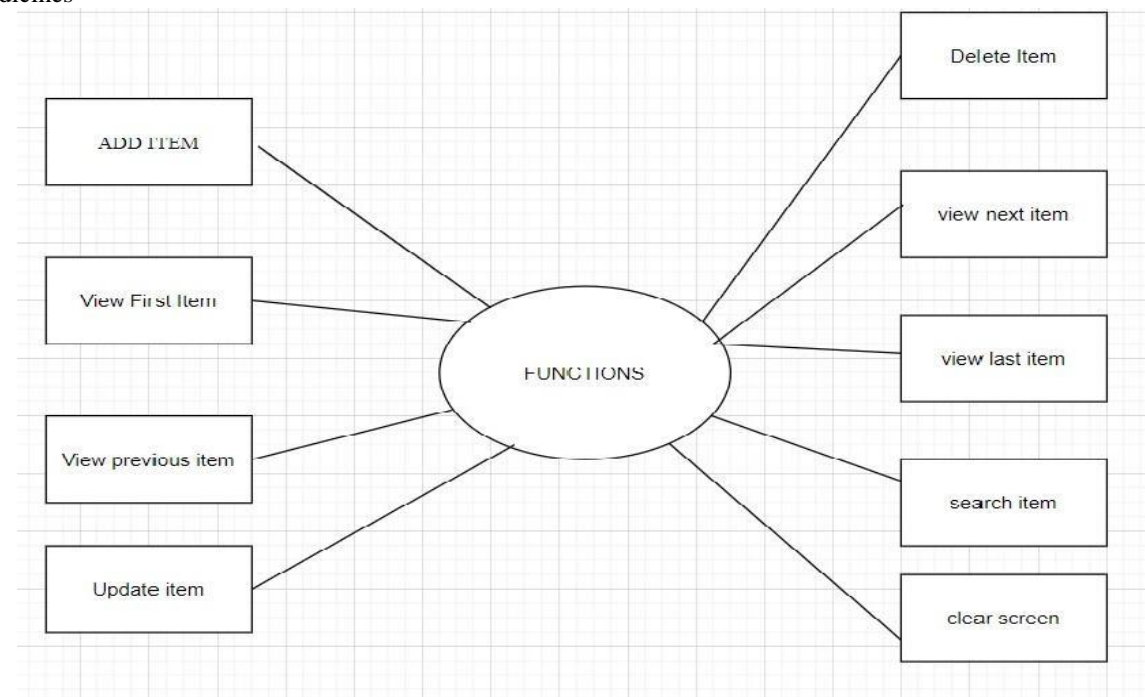 ADD ITEM
View First Item
View previous item
Update item
FUNCTIONS
Delete Item
view next item
view last item
search item
clear screen